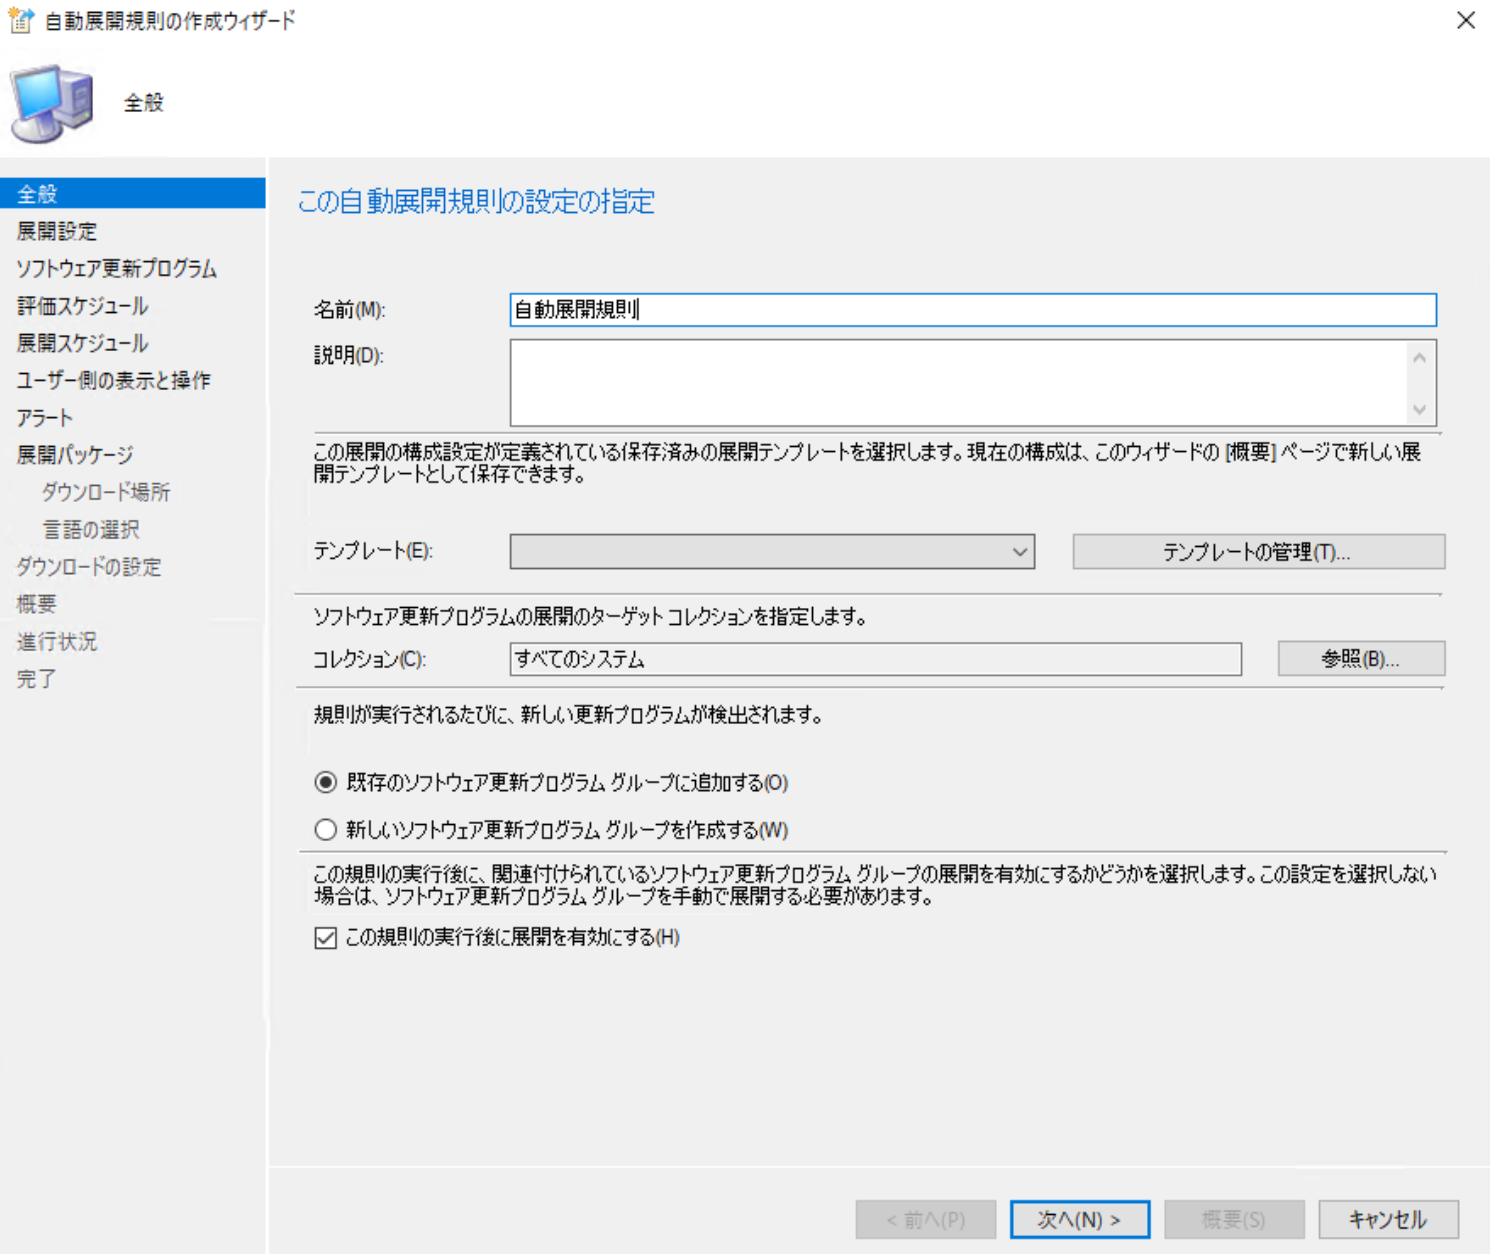 自動展開規則の作成ウィザード
全般
全般
展開設定
ソフトウェア更新プログラム
評価スケジュール
展開スケジュール
ユーザー側の表示と操作
アラート
展開パッケージ
ダウンロード場所
言語の選択
ダウンロードの設定
概要
進行状況
完了
この自動展開規則の設定の指定
名前(M):
自動展開規則
説明(D):
この展開の構成設定が定義されている保存済みの展開テンプレートを選択します。現在の構成は、このウィザードの [概要] ページで新しい展
開テンプレートとして保存できます。
テンプレート(E):
テンプレートの管理(T)...
ソフトウェア更新プログラムの展開のターゲット コレクションを指定します。
コレクション(C):
すべてのシステム
参照(B)...
規則が実行されるたびに、新しい更新プログラムが検出されます。
既存のソフトウェア更新プログラム グループに追加する(O)
新しいソフトウェア更新プログラム グループを作成する(W)
この規則の実行後に、関連付けられているソフトウェア更新プログラム グループの展開を有効にするかどうかを選択します。この設定を選択しない
場合は、ソフトウェア更新プログラム グループを手動で展開する必要があります。
この規則の実行後に展開を有効にする(H)
< 前へ(P)
次へ(N) >
概要(S)
キャンセル